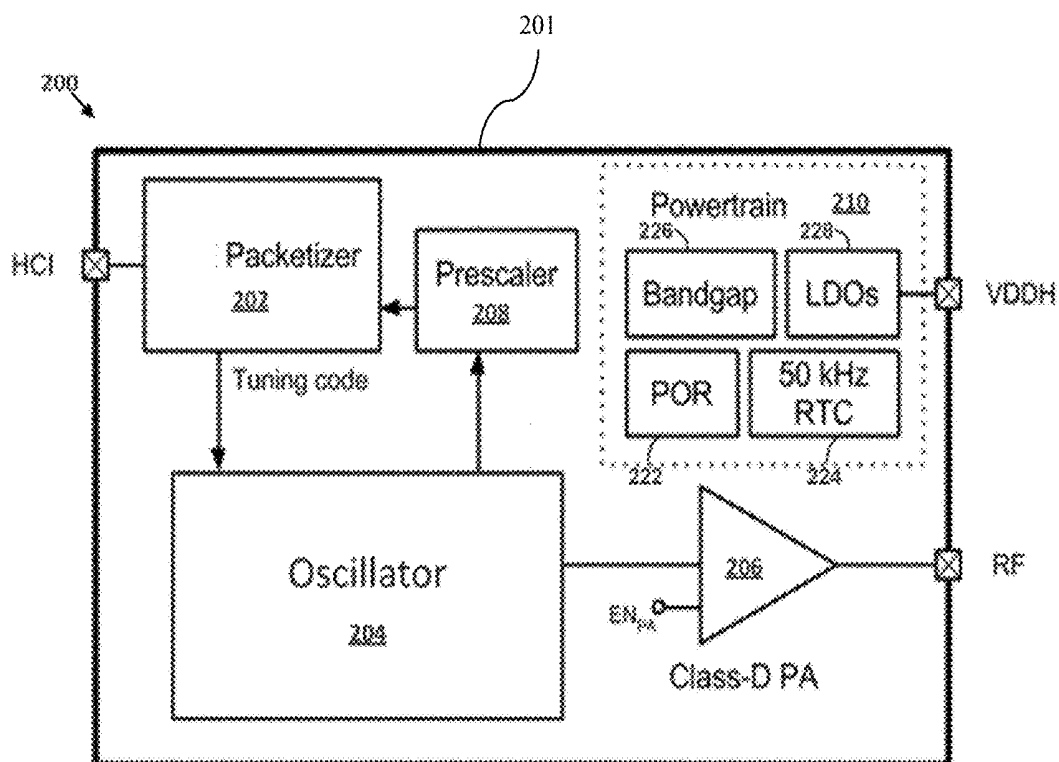 201
200
Powertrain 210
226 228
HCI
Packetizer
202
Prescaler
208
Bandgap
LDOs
VDDH
Tuning code
POR
50 kHz
RTC
222
224
Oscillator
204
206
RF
ENPA
Class-D PA